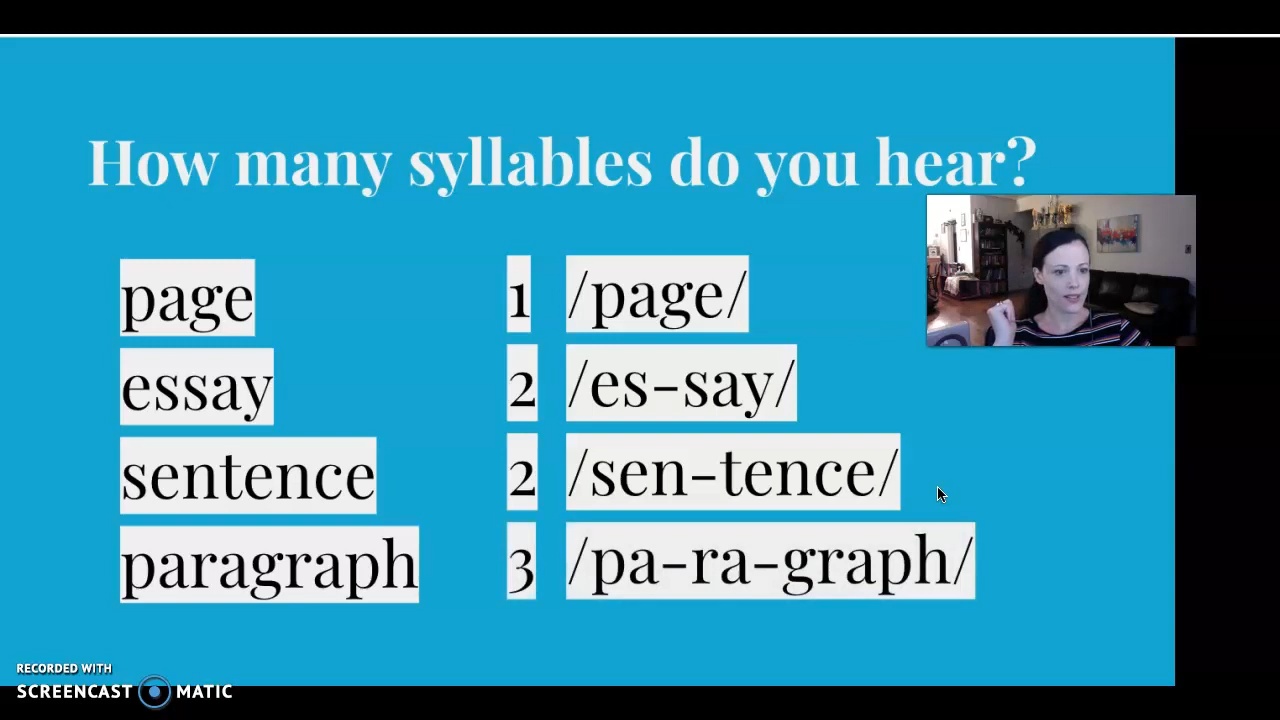 How many syllables do you hear?
page 1 /page/
essay 2 /es-say/
sentence 2 /sen-tence/
paragraph 3 /pa-ra-graph/
RECORDED WITH
SCREENCAST MATIC